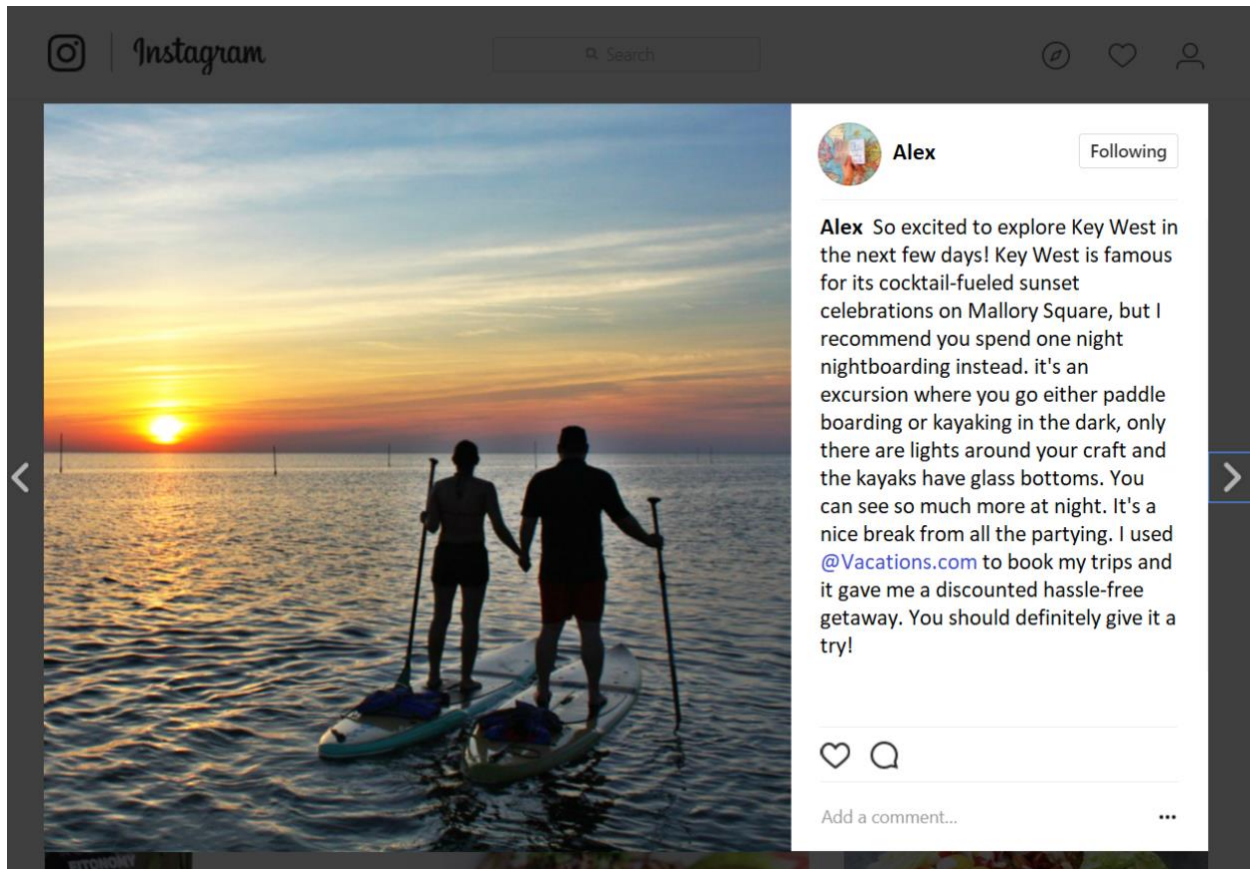 Instagram
Search
Alex
Following
Alex So excited to explore Key West in
the next few days! Key West is famous
for its cocktail-fueled sunset
celebrations on Mallory Square, but I
recommend you spend one night
nightboarding instead. it's an
excursion where you go either paddle
boarding or kayaking in the dark, only
there are lights around your craft and
the kayaks have glass bottoms. You
can see so much more at night. It's a
nice break from all the partying. I used
@Vacations.com to book my trips and
it gave me a discounted hassle-free
getaway. You should definitely give it a
try!
Add a comment...
FITONOMY